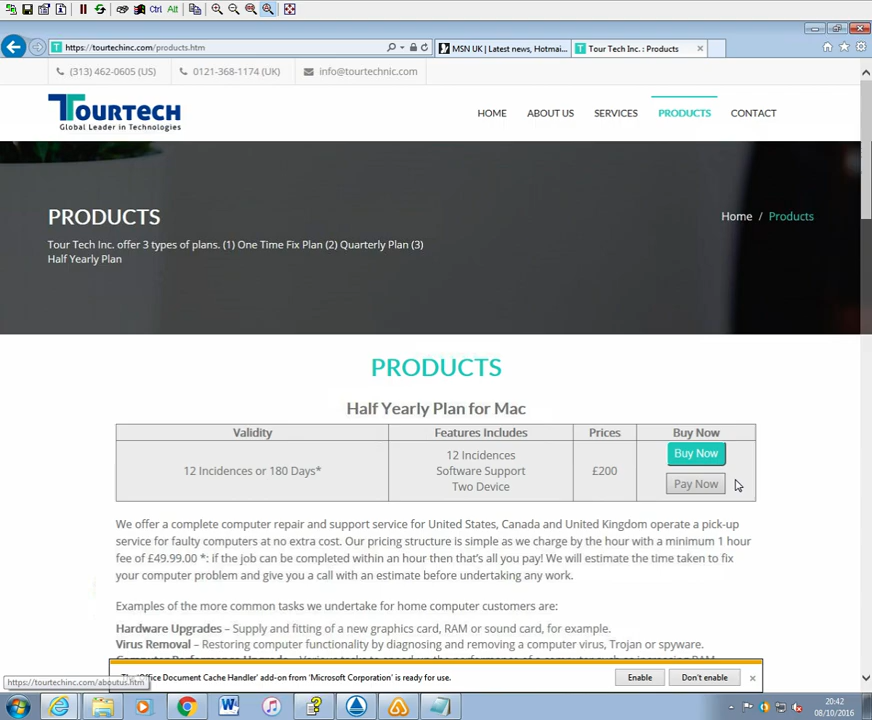 Ctrl Alt
https://tourtechinc.com/products.htm
MSN UK | Latest news, Hotmai...
Tour Tech Inc. : Products
(313) 462-0605 (US)
0121-368-1174 (UK)
info@tourtechnic.com
TOURTECH
Global Leader in Technologies
HOME ABOUT US SERVICES PRODUCTS CONTACT
PRODUCTS
Home / Products
Tour Tech Inc. offer 3 types of plans. (1) One Time Fix Plan (2) Quarterly Plan (3)
Half Yearly Plan
PRODUCTS
Half Yearly Plan for Mac
Validity Features Includes Prices Buy Now
12 Incidences or 180 Days*
12 Incidences
Software Support
Two Device
£200
Buy Now
Pay Now
We offer a complete computer repair and support service for United States, Canada and United Kingdom operate a pick-up
service for faulty computers at no extra cost. Our pricing structure is simple as we charge by the hour with a minimum 1 hour
fee of £49.99.00 *: if the job can be completed within an hour then that's all you pay! We will estimate the time taken to fix
your computer problem and give you a call with an estimate before undertaking any work.
Examples of the more common tasks we undertake for home computer customers are:
Hardware Upgrades – Supply and fitting of a new graphics card, RAM or sound card, for example.
Virus Removal – Restoring computer functionality by diagnosing and removing a computer virus, Trojan or spyware.
'Office Document Cache Handler' add-on from 'Microsoft Corporation' is ready for use.
Enable
Don't enable
https://tourtechinc.com/aboutus.htm
20:42
08/10/2016